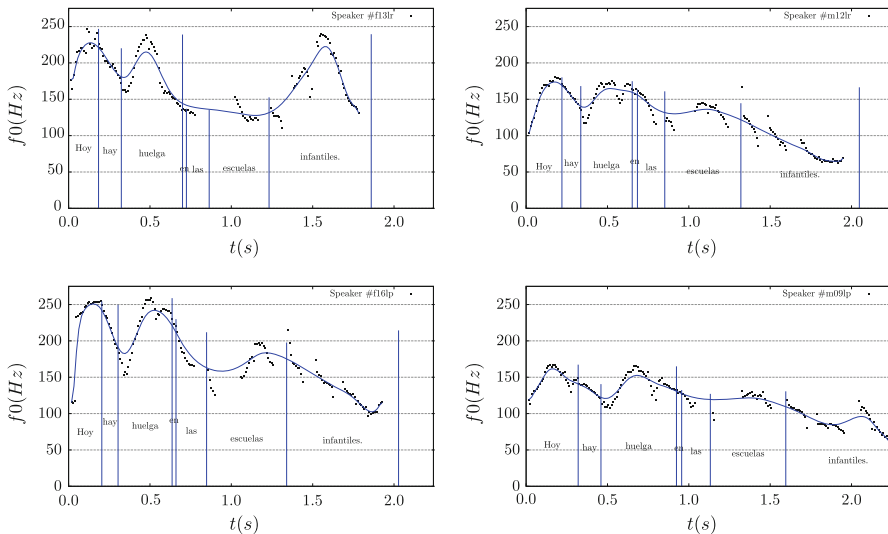 Speaker #f13lr
f0(Hz)
250
200
150
100
50
0
Hoy hay huelga en las escuelas infantiles.
0.0 0.5 1.0 1.5 2.0
t(s)
Speaker #m12lr
f0(Hz)
250
200
150
100
50
0
Hoy hay huelga en las escuelas infantiles.
0.0 0.5 1.0 1.5 2.0
t(s)
Speaker #f16lp
f0(Hz)
250
200
150
100
50
0
Hoy hay huelga en las escuelas infantiles.
0.0 0.5 1.0 1.5 2.0
t(s)
Speaker #m09lp
f0(Hz)
250
200
150
100
50
0
Hoy hay huelga en las escuelas infantiles.
0.0 0.5 1.0 1.5 2.0
t(s)